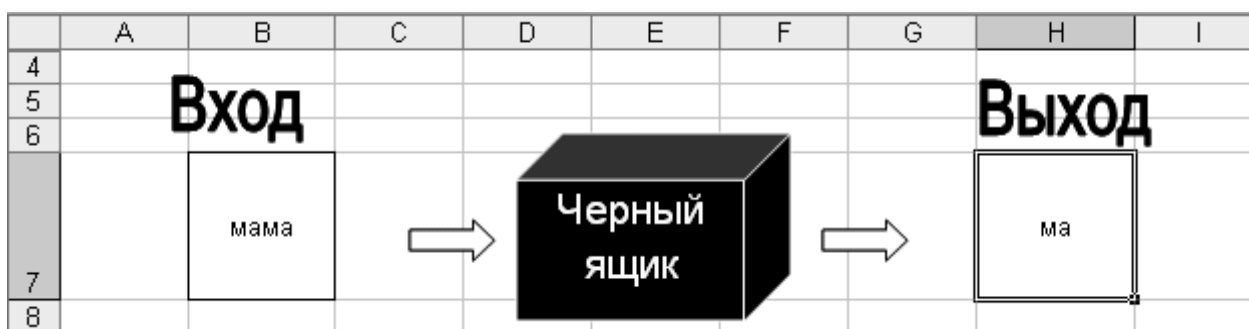 A B C D E F G H I
4
5
6
7
8
Вход
Выход
мама
Черный
ящик
ма